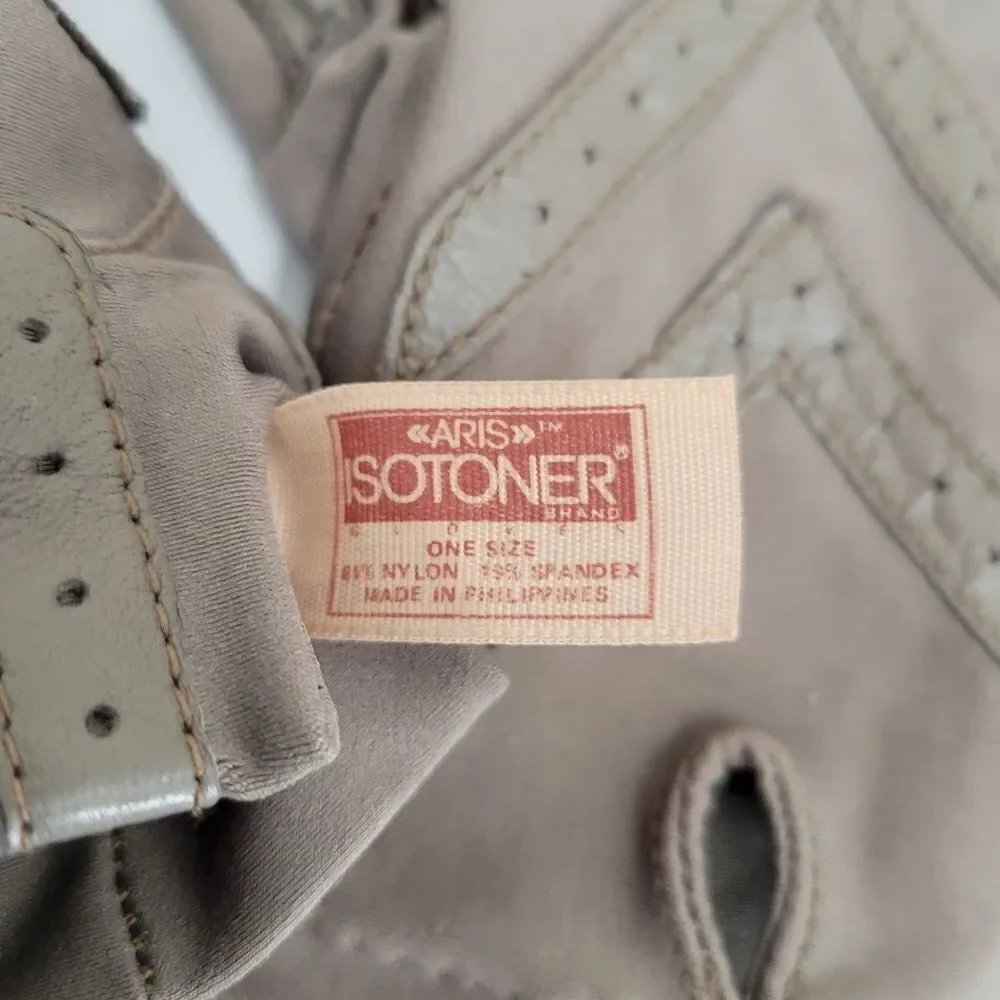 «ARIS»™
ISOTONER®
BRAND
G L O V E S
ONE SIZE
81% NYLON 19% SPANDEX
MADE IN PHILIPPINES